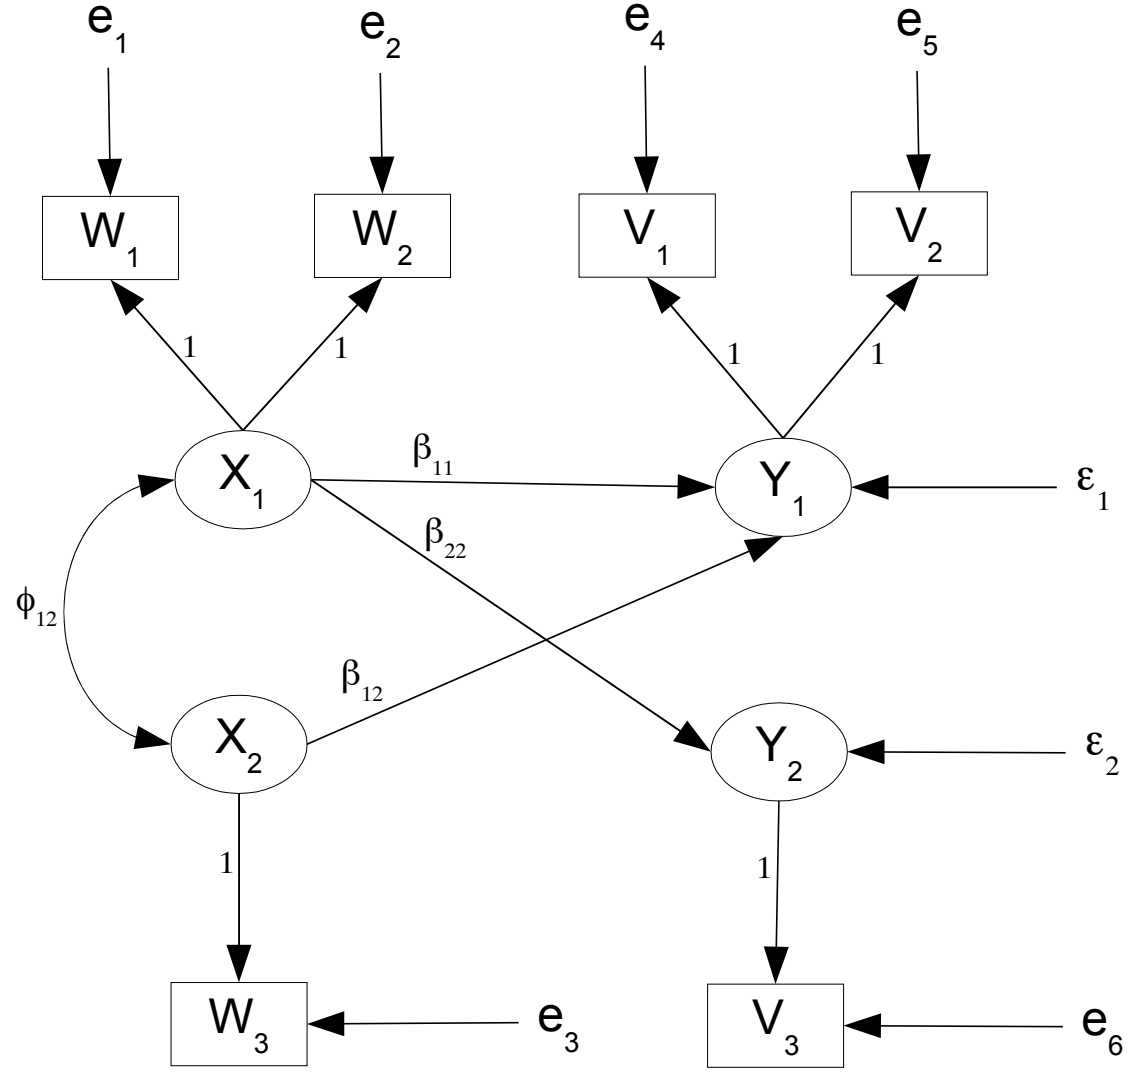 e₁ e₂ e₄ e₅
W₁ W₂ V₁ V₂
1 1 1 1
X₁ β₁₁ Y₁ ε₁
β₂₂
ϕ₁₂
β₁₂
X₂ Y₂ ε₂
1 1
W₃ e₃ V₃ e₆